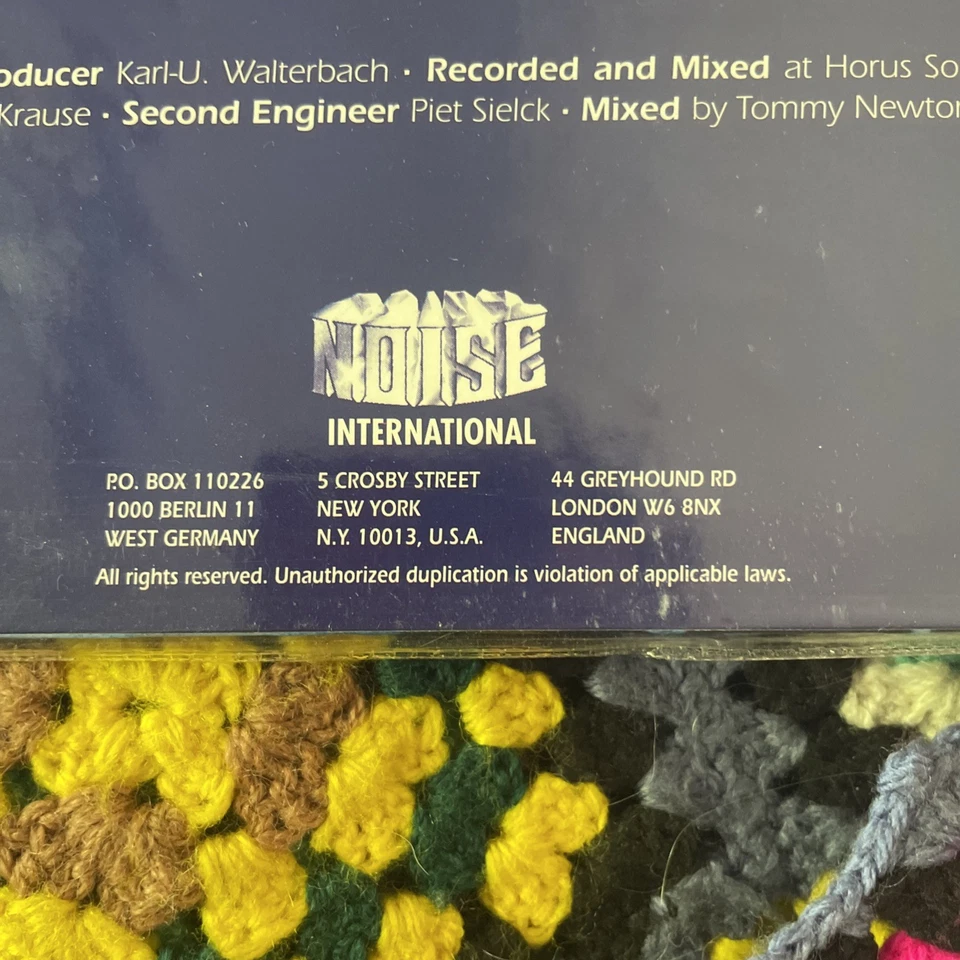 oducer Karl-U. Walterbach · Recorded and Mixed at Horus So
Krause · Second Engineer Piet Sielck · Mixed by Tommy Newton
NOISE
INTERNATIONAL
P.O. BOX 110226
1000 BERLIN 11
WEST GERMANY
5 CROSBY STREET
NEW YORK
N.Y. 10013, U.S.A.
44 GREYHOUND RD
LONDON W6 8NX
ENGLAND
All rights reserved. Unauthorized duplication is violation of applicable laws.